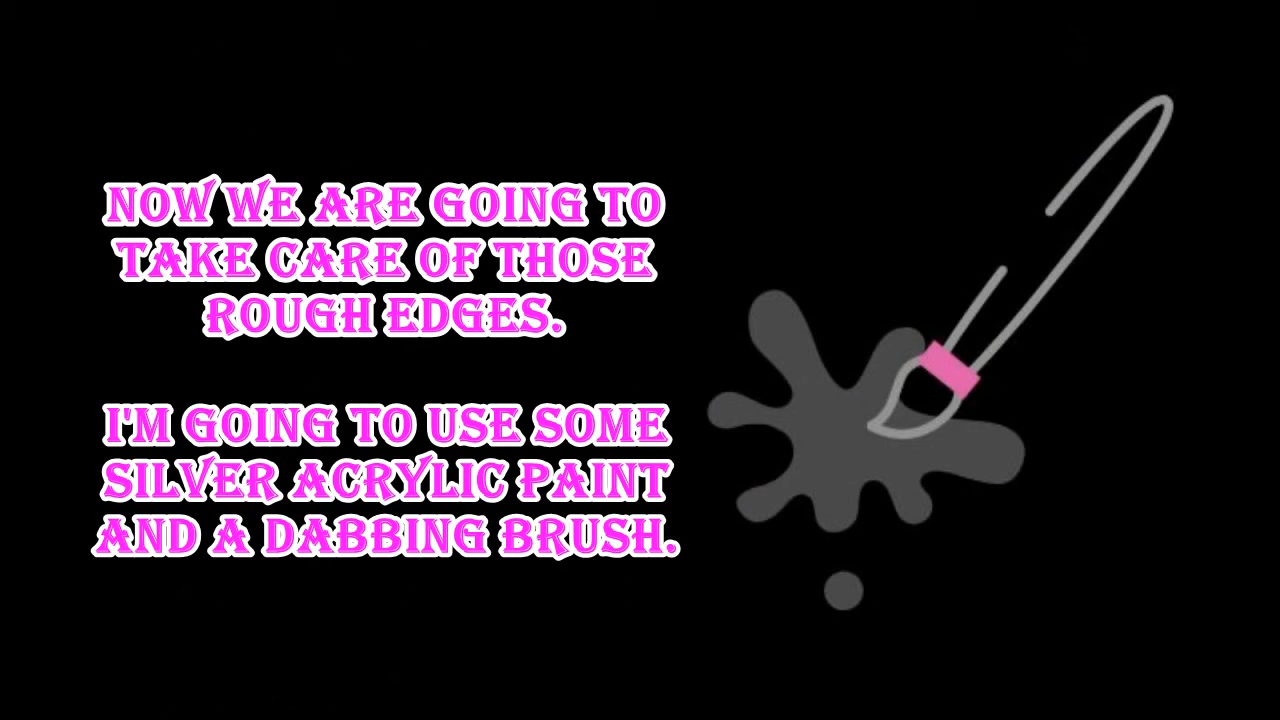 NOW WE ARE GOING TO
TAKE CARE OF THOSE
ROUGH EDGES.
I'M GOING TO USE SOME
SILVER ACRYLIC PAINT
AND A DABBING BRUSH.